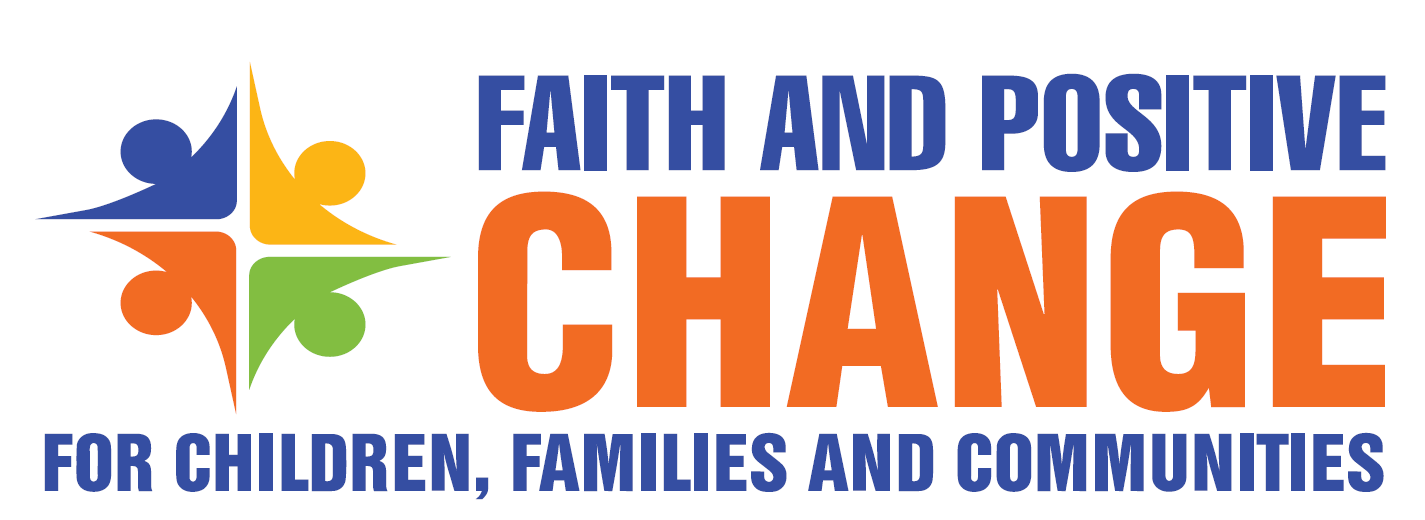 FAITH AND POSITIVE
CHANGE
FOR CHILDREN, FAMILIES AND COMMUNITIES